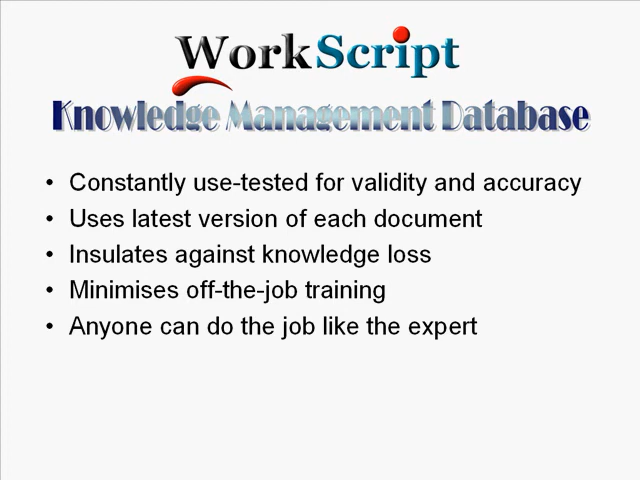 WorkScript
Knowledge Management Database
• Constantly use-tested for validity and accuracy
• Uses latest version of each document
• Insulates against knowledge loss
• Minimises off-the-job training
• Anyone can do the job like the expert